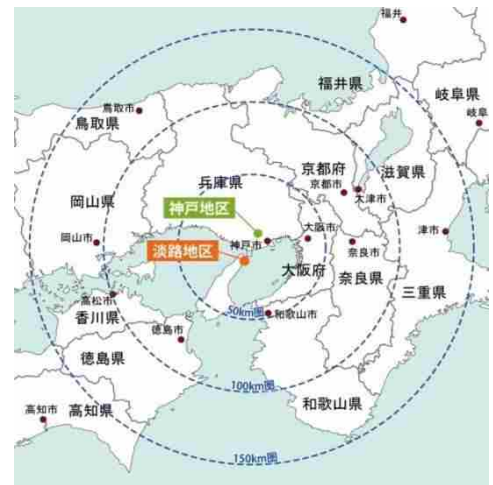 福井
福井県
岐阜県
岐阜
鳥取市
鳥取県
兵庫県
京都府
京都市
滋賀県
大津市
岡山県
神戸地区
岡山市
神戸市
大阪市
奈良市
津市
淡路地区
大阪府
奈良県
三重県
高松市
香川県
50km圏
和歌山市
徳島市
徳島県
100km圏
和歌山県
高知市
高知県
150km圏